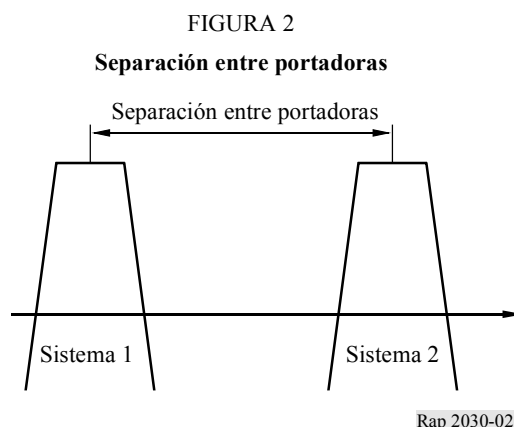 FIGURA 2
Separación entre portadoras
Separación entre portadoras
Sistema 1
Sistema 2
Rap 2030-02